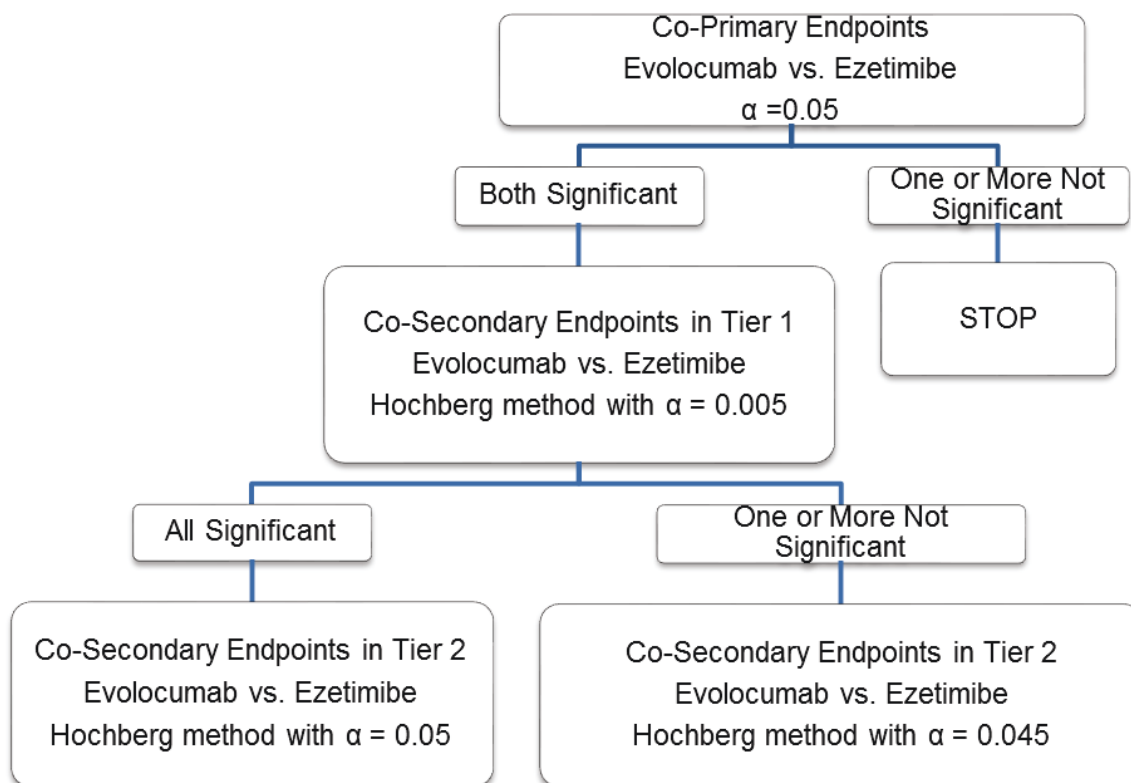 Co-Primary Endpoints
Evolocumab vs. Ezetimibe
α =0.05
Both Significant
One or More Not
Significant
Co-Secondary Endpoints in Tier 1
Evolocumab vs. Ezetimibe
Hochberg method with α = 0.005
STOP
All Significant
One or More Not
Significant
Co-Secondary Endpoints in Tier 2
Evolocumab vs. Ezetimibe
Hochberg method with α = 0.05
Co-Secondary Endpoints in Tier 2
Evolocumab vs. Ezetimibe
Hochberg method with α = 0.045